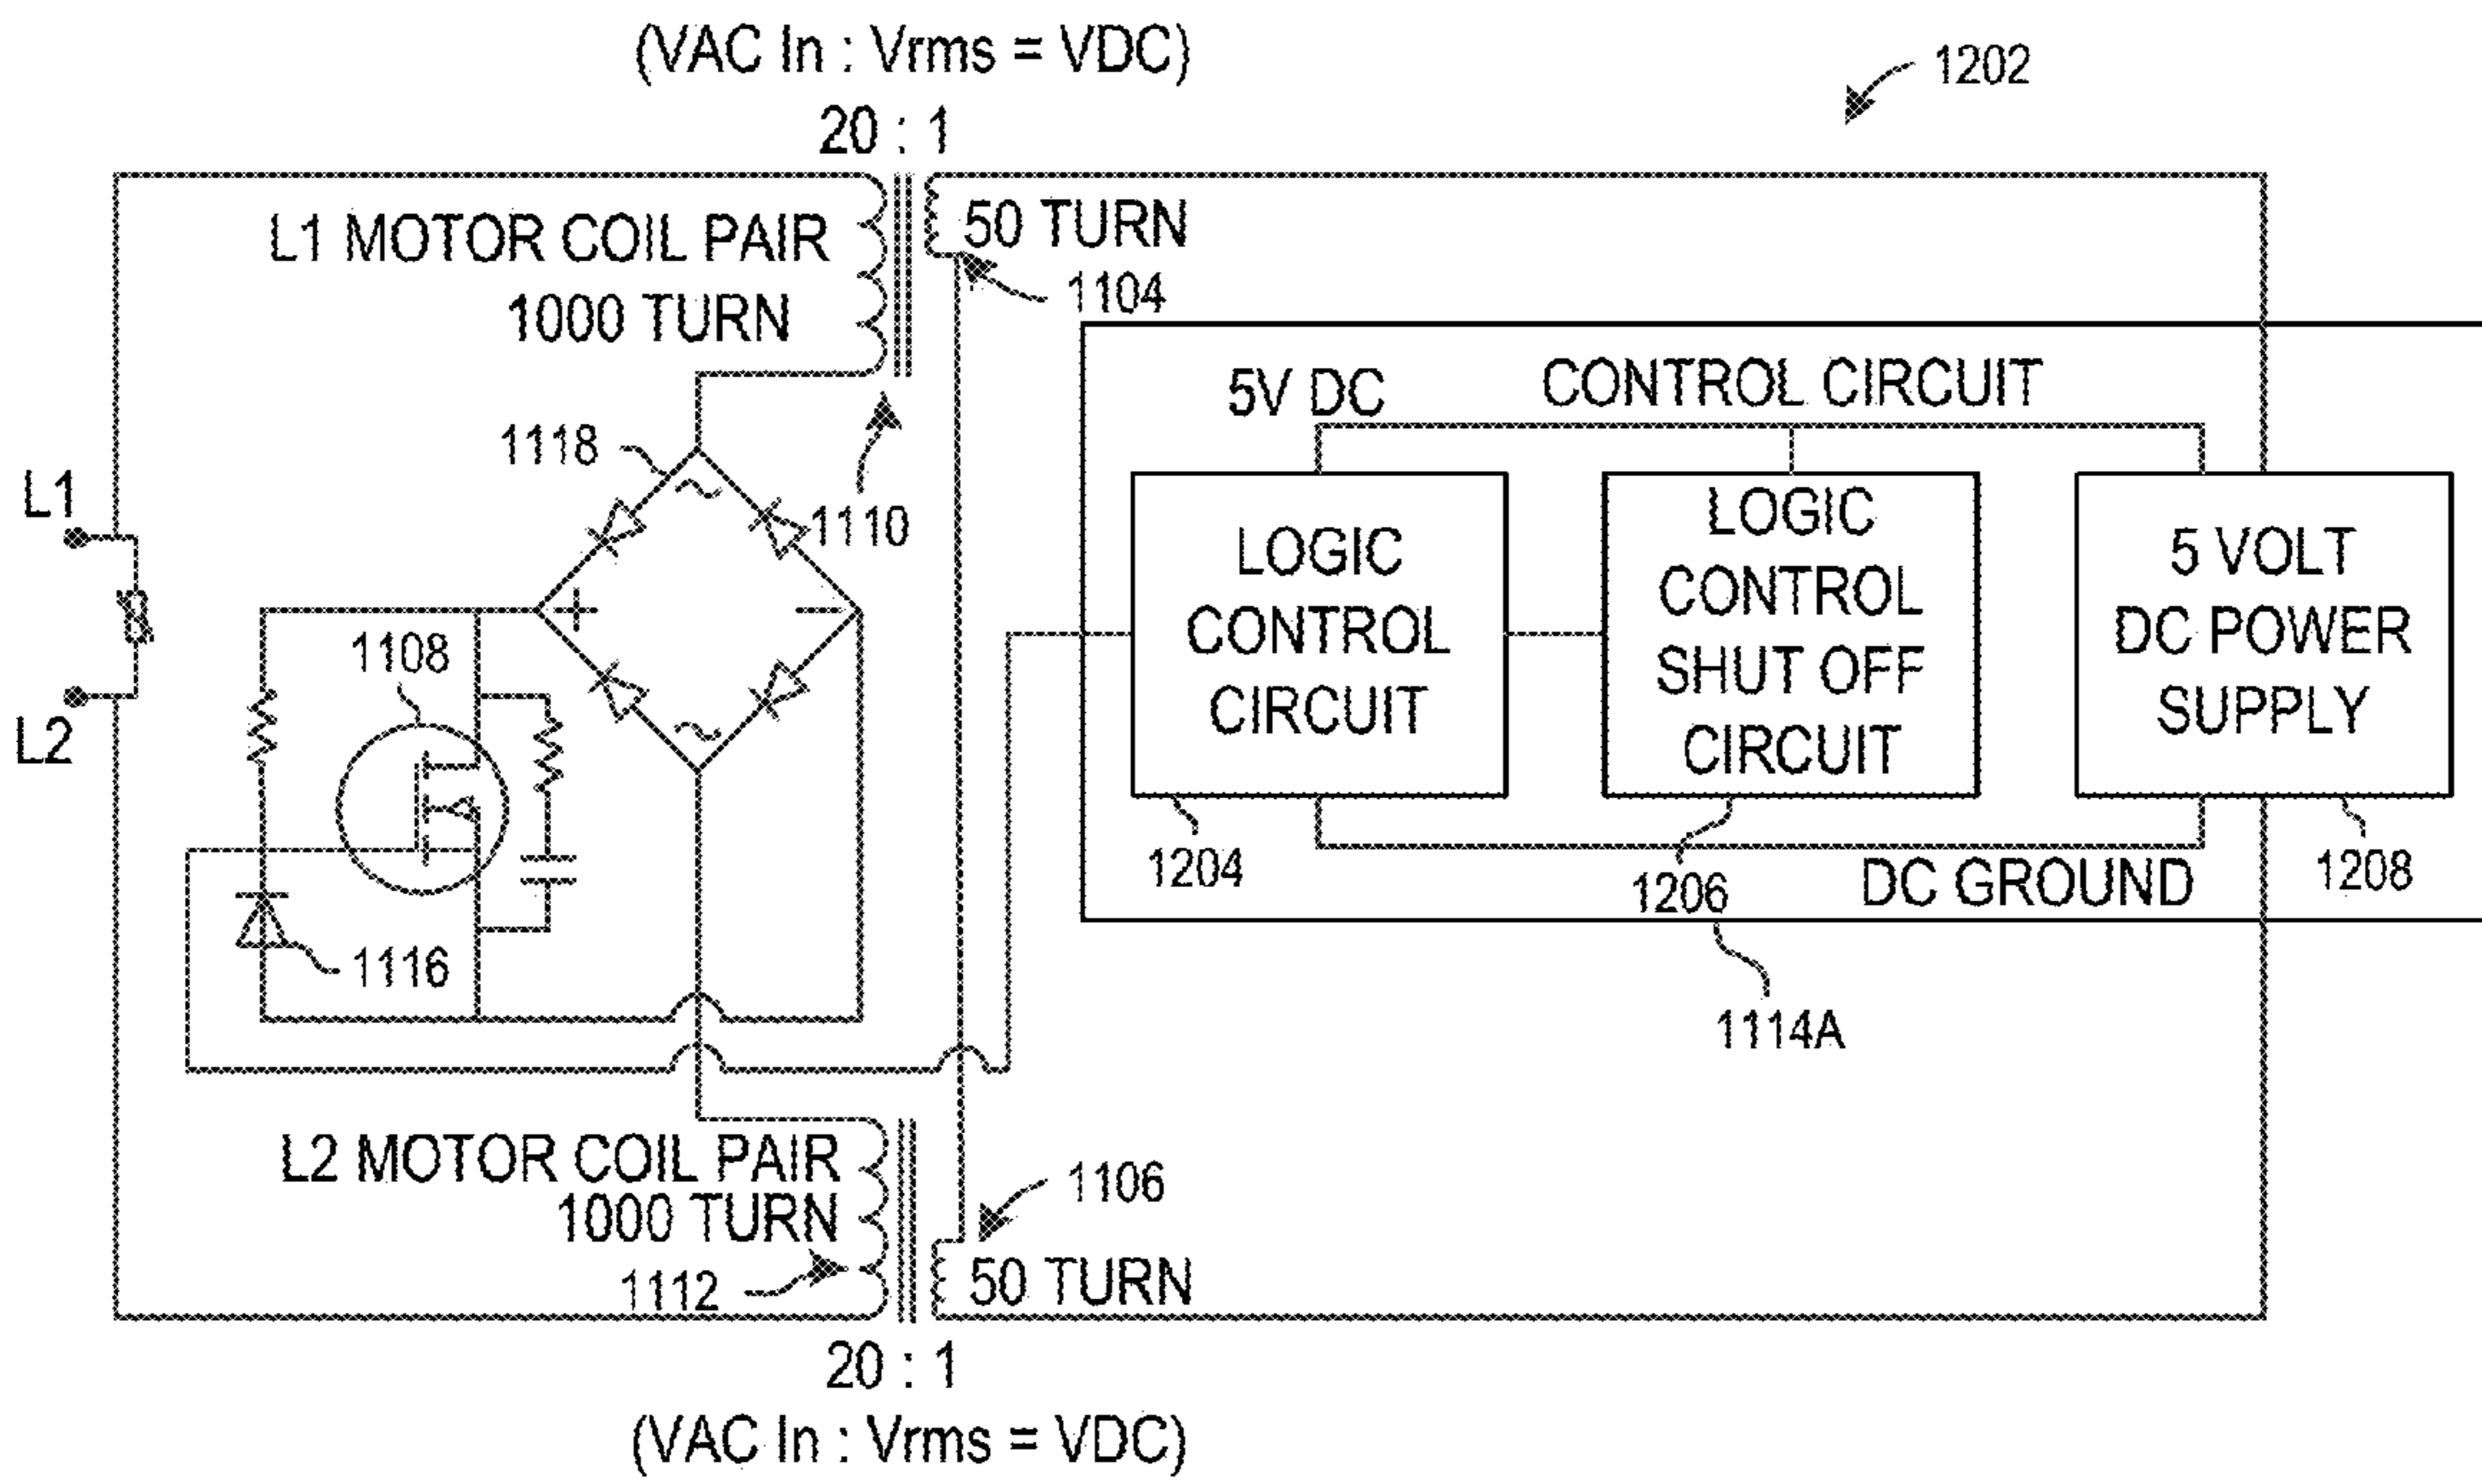 (VAC In : Vrms = VDC)
20 : 1
1202
L1 MOTOR COIL PAIR
1000 TURN
50 TURN
1104
5V DC
CONTROL CIRCUIT
1118
1110
L1
L2
+
−
1108
1116
LOGIC
CONTROL
CIRCUIT
LOGIC
CONTROL
SHUT OFF
CIRCUIT
5 VOLT
DC POWER
SUPPLY
1204
1206
DC GROUND
1208
1114A
L2 MOTOR COIL PAIR
1000 TURN
1112
1106
50 TURN
20 : 1
(VAC In : Vrms = VDC)